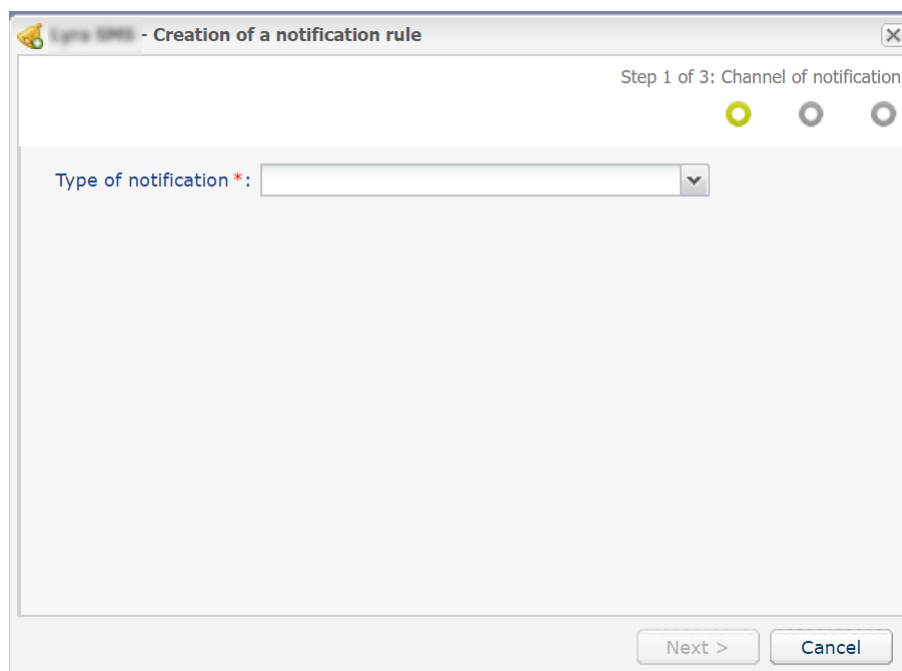 - Creation of a notification rule
Step 1 of 3: Channel of notification
Type of notification *:
Next >
Cancel